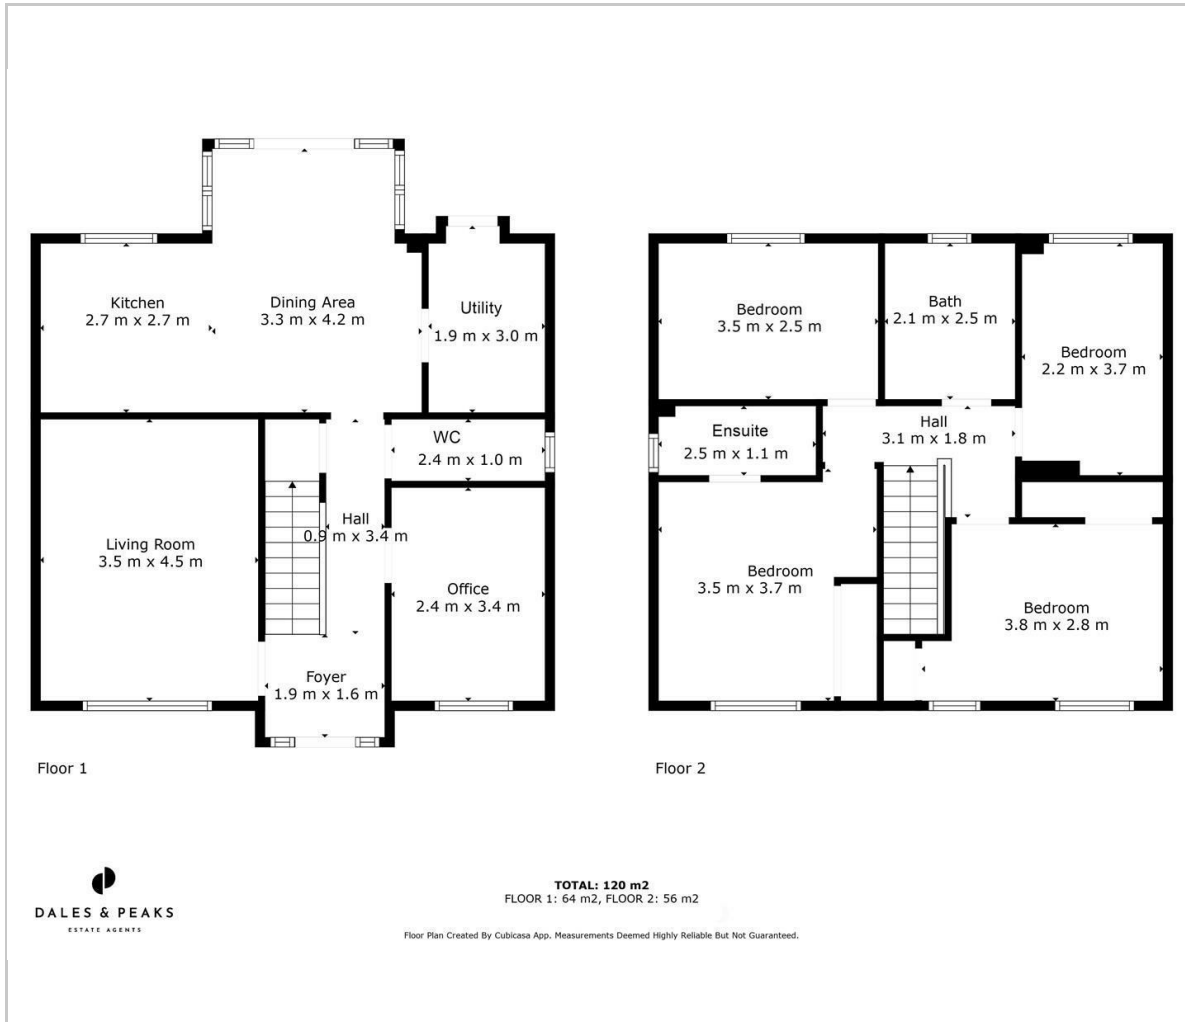 Kitchen
2.7 m x 2.7 m
Dining Area
3.3 m x 4.2 m
Utility
1.9 m x 3.0 m
WC
2.4 m x 1.0 m
Living Room
3.5 m x 4.5 m
Hall
0.9 m x 3.4 m
Office
2.4 m x 3.4 m
Foyer
1.9 m x 1.6 m
Floor 1
Bedroom
3.5 m x 2.5 m
Bath
2.1 m x 2.5 m
Bedroom
2.2 m x 3.7 m
Ensuite
2.5 m x 1.1 m
Hall
3.1 m x 1.8 m
Bedroom
3.5 m x 3.7 m
Bedroom
3.8 m x 2.8 m
Floor 2
DALES & PEAKS
ESTATE AGENTS
TOTAL: 120 m2
FLOOR 1: 64 m2, FLOOR 2: 56 m2
Floor Plan Created By Cubicasa App. Measurements Deemed Highly Reliable But Not Guaranteed.